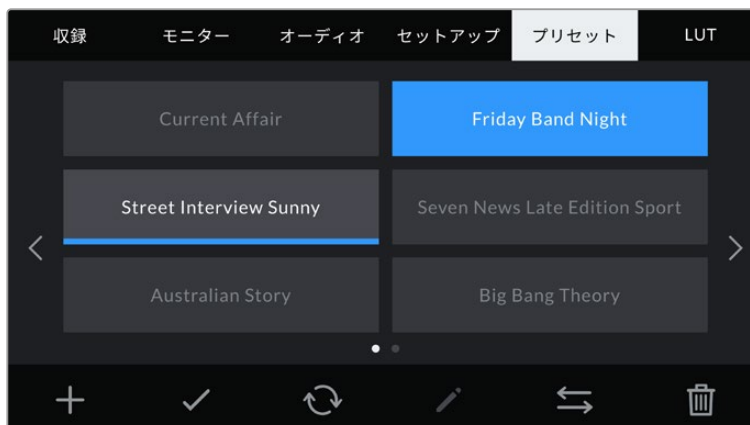 収録 モニター オーディオ セットアップ プリセット LUT
Current Affair Friday Band Night
Street Interview Sunny Seven News Late Edition Sport
Australian Story Big Bang Theory